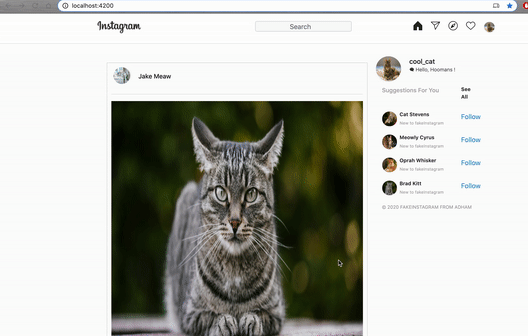 localhost:4200
Instagram
Search
Jake Meaw
cool_cat
Hello, Hoomans !
Suggestions For You
See
All
Cat Stevens
New to fakeInstagram
Follow
Meowly Cyrus
New to fakeInstagram
Follow
Oprah Whisker
New to fakeInstagram
Follow
Brad Kitt
New to fakeInstagram
Follow
© 2020 FAKEINSTAGRAM FROM ADHAM